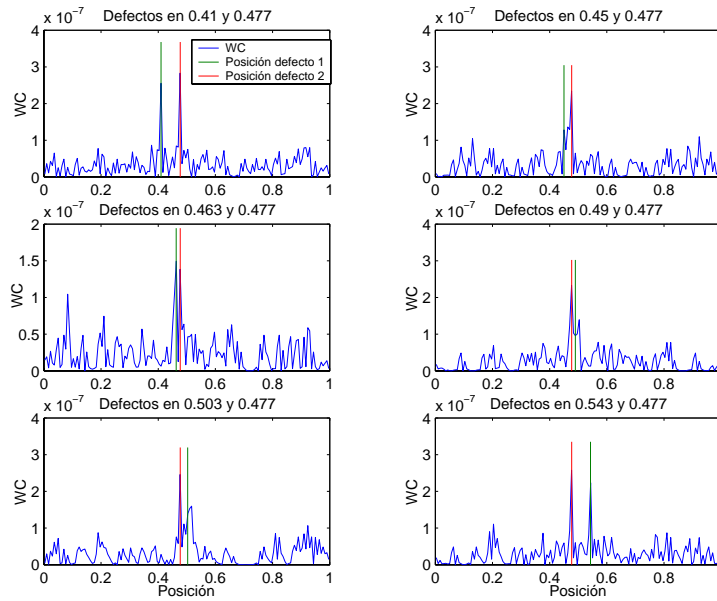 x 10⁻⁷ Defectos en 0.41 y 0.477
4
3
2
1
0
WC
0 0.2 0.4 0.6 0.8 1
WC
Posición defecto 1
Posición defecto 2
x 10⁻⁷ Defectos en 0.45 y 0.477
4
3
2
1
0
WC
0 0.2 0.4 0.6 0.8
x 10⁻⁷ Defectos en 0.463 y 0.477
2
1.5
1
0.5
0
WC
0 0.2 0.4 0.6 0.8 1
x 10⁻⁷ Defectos en 0.49 y 0.477
4
3
2
1
0
WC
0 0.2 0.4 0.6 0.8
x 10⁻⁷ Defectos en 0.503 y 0.477
4
3
2
1
0
WC
0 0.2 0.4 0.6 0.8 1
Posición
x 10⁻⁷ Defectos en 0.543 y 0.477
4
3
2
1
0
WC
0 0.2 0.4 0.6 0.8
Posición